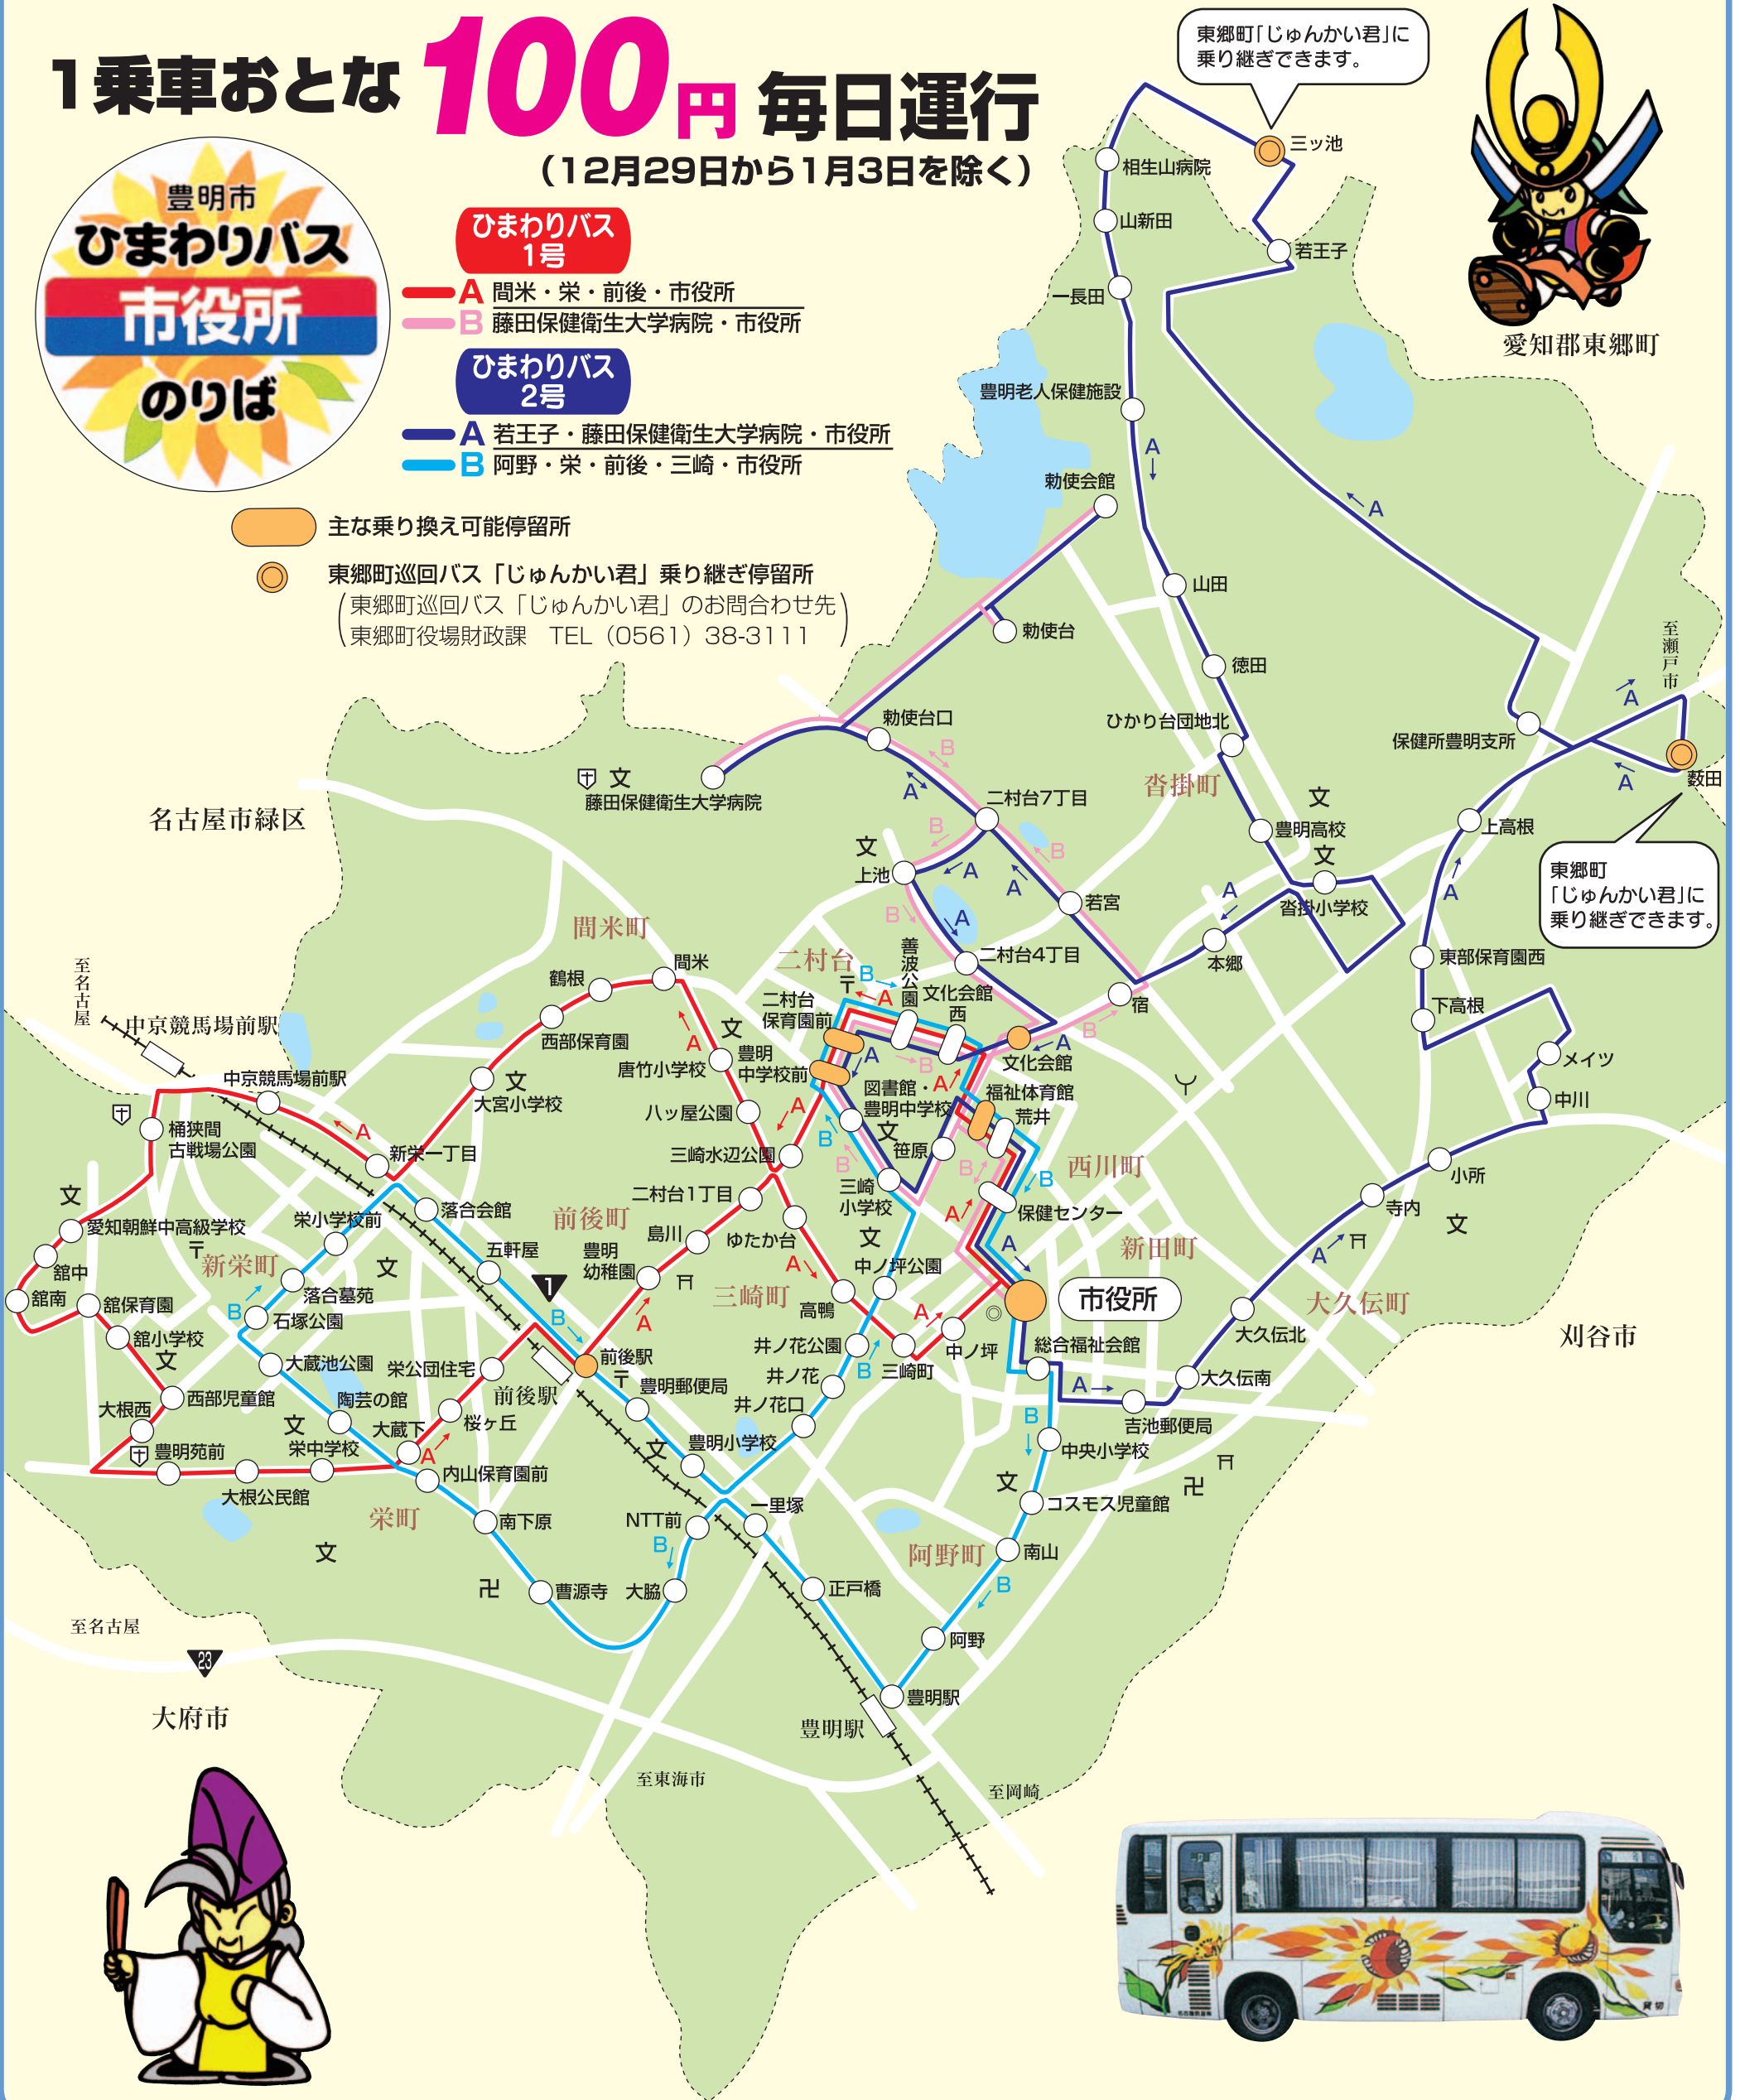 1乗車おとな100円 毎日運行
（12月29日から1月3日を除く）
豊明市
ひまわりバス
市役所
のりば
ひまわりバス
1号
A 間米・栄・前後・市役所
B 藤田保健衛生大学病院・市役所
ひまわりバス
2号
A 若王子・藤田保健衛生大学病院・市役所
B 阿野・栄・前後・三崎・市役所
主な乗り換え可能停留所
東郷町巡回バス「じゅんかい君」乗り継ぎ停留所
（東郷町巡回バス「じゅんかい君」のお問合わせ先
東郷町役場財政課　TEL（0561）38-3111）
東郷町「じゅんかい君」に
乗り継ぎできます。
三ッ池
相生山病院
山新田
若王子
一長田
愛知郡東郷町
豊明老人保健施設
A
勅使会館
A
山田
勅使台
至瀬戸市
徳田
A
勅使台口
ひかり台団地北
保健所豊明支所
B
文
藤田保健衛生大学病院
A
沓掛町
A
薮田
名古屋市緑区
二村台7丁目
文
豊明高校
上高根
B
文
B
文
東郷町
「じゅんかい君」に
乗り継ぎできます。
上池
A
A
A
A
若宮
沓掛小学校
B
A
間米町
善波公園
二村台4丁目
本郷
東部保育園西
至名古屋
鶴根
間米
二村台
B
文化会館
西
宿
下高根
〒
A
二村台
保育園前
中京競馬場前駅
西部保育園
A
文
B
A
文化会館
メイツ
唐竹小学校
豊明
中学校前
A
B
中京競馬場前駅
文
大宮小学校
図書館・
豊明中学校
A
福祉体育館
中川
八ッ屋公園
A
荒井
桶狭間
古戦場公園
A
B
文
新栄一丁目
三崎水辺公園
笹原
B
B
西川町
小所
文
二村台1丁目
三崎
小学校
B
寺内
愛知朝鮮中高級学校
落合会館
A
保健センター
文
栄小学校前
前後町
島川
ゆたか台
文
新田町
〒
新栄町
文
五軒屋
豊明
幼稚園
A
A
舘中
中ノ坪公園
舘南
舘保育園
落合墓苑
1
三崎町
A
市役所
大久伝町
B
石塚公園
B
高鴨
A
舘小学校
A
井ノ花公園
中ノ坪
総合福祉会館
大久伝北
刈谷市
文
大蔵池公園
栄公団住宅
前後駅
B
三崎町
〒
井ノ花
A
大久伝南
西部児童館
陶芸の館
前後駅
豊明郵便局
井ノ花口
B
吉池郵便局
大根西
文
大蔵下
桜ヶ丘
豊明苑前
栄中学校
A
文
豊明小学校
中央小学校
大根公民館
内山保育園前
文
卍
コスモス児童館
栄町
南下原
NTT前
一里塚
文
B
阿野町
南山
卍
曹源寺
大脇
正戸橋
B
至名古屋
阿野
23
大府市
豊明駅
豊明駅
至東海市
至岡崎
貸切